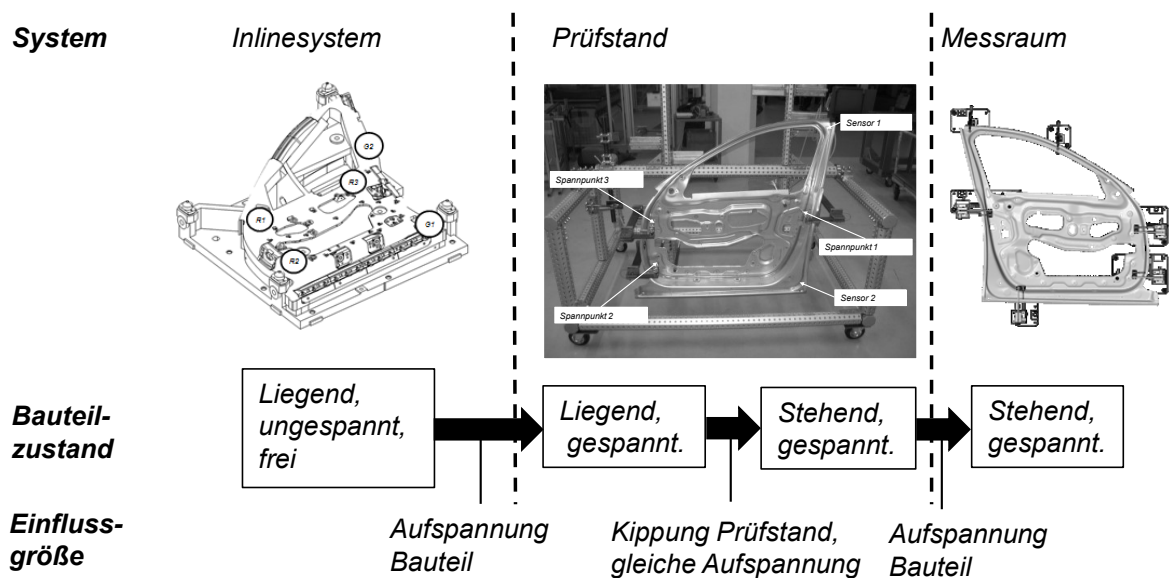 System
Inlinesystem
Prüfstand
Messraum
G2
R3
R1
G1
R2
Sensor 1
Spannpunkt 3
Spannpunkt 1
Sensor 2
Spannpunkt 2
Bauteil-
zustand
Liegend,
ungespannt,
frei
Liegend,
gespannt.
Stehend,
gespannt.
Stehend,
gespannt.
Einfluss-
größe
Aufspannung
Bauteil
Kippung Prüfstand,
gleiche Aufspannung
Aufspannung
Bauteil